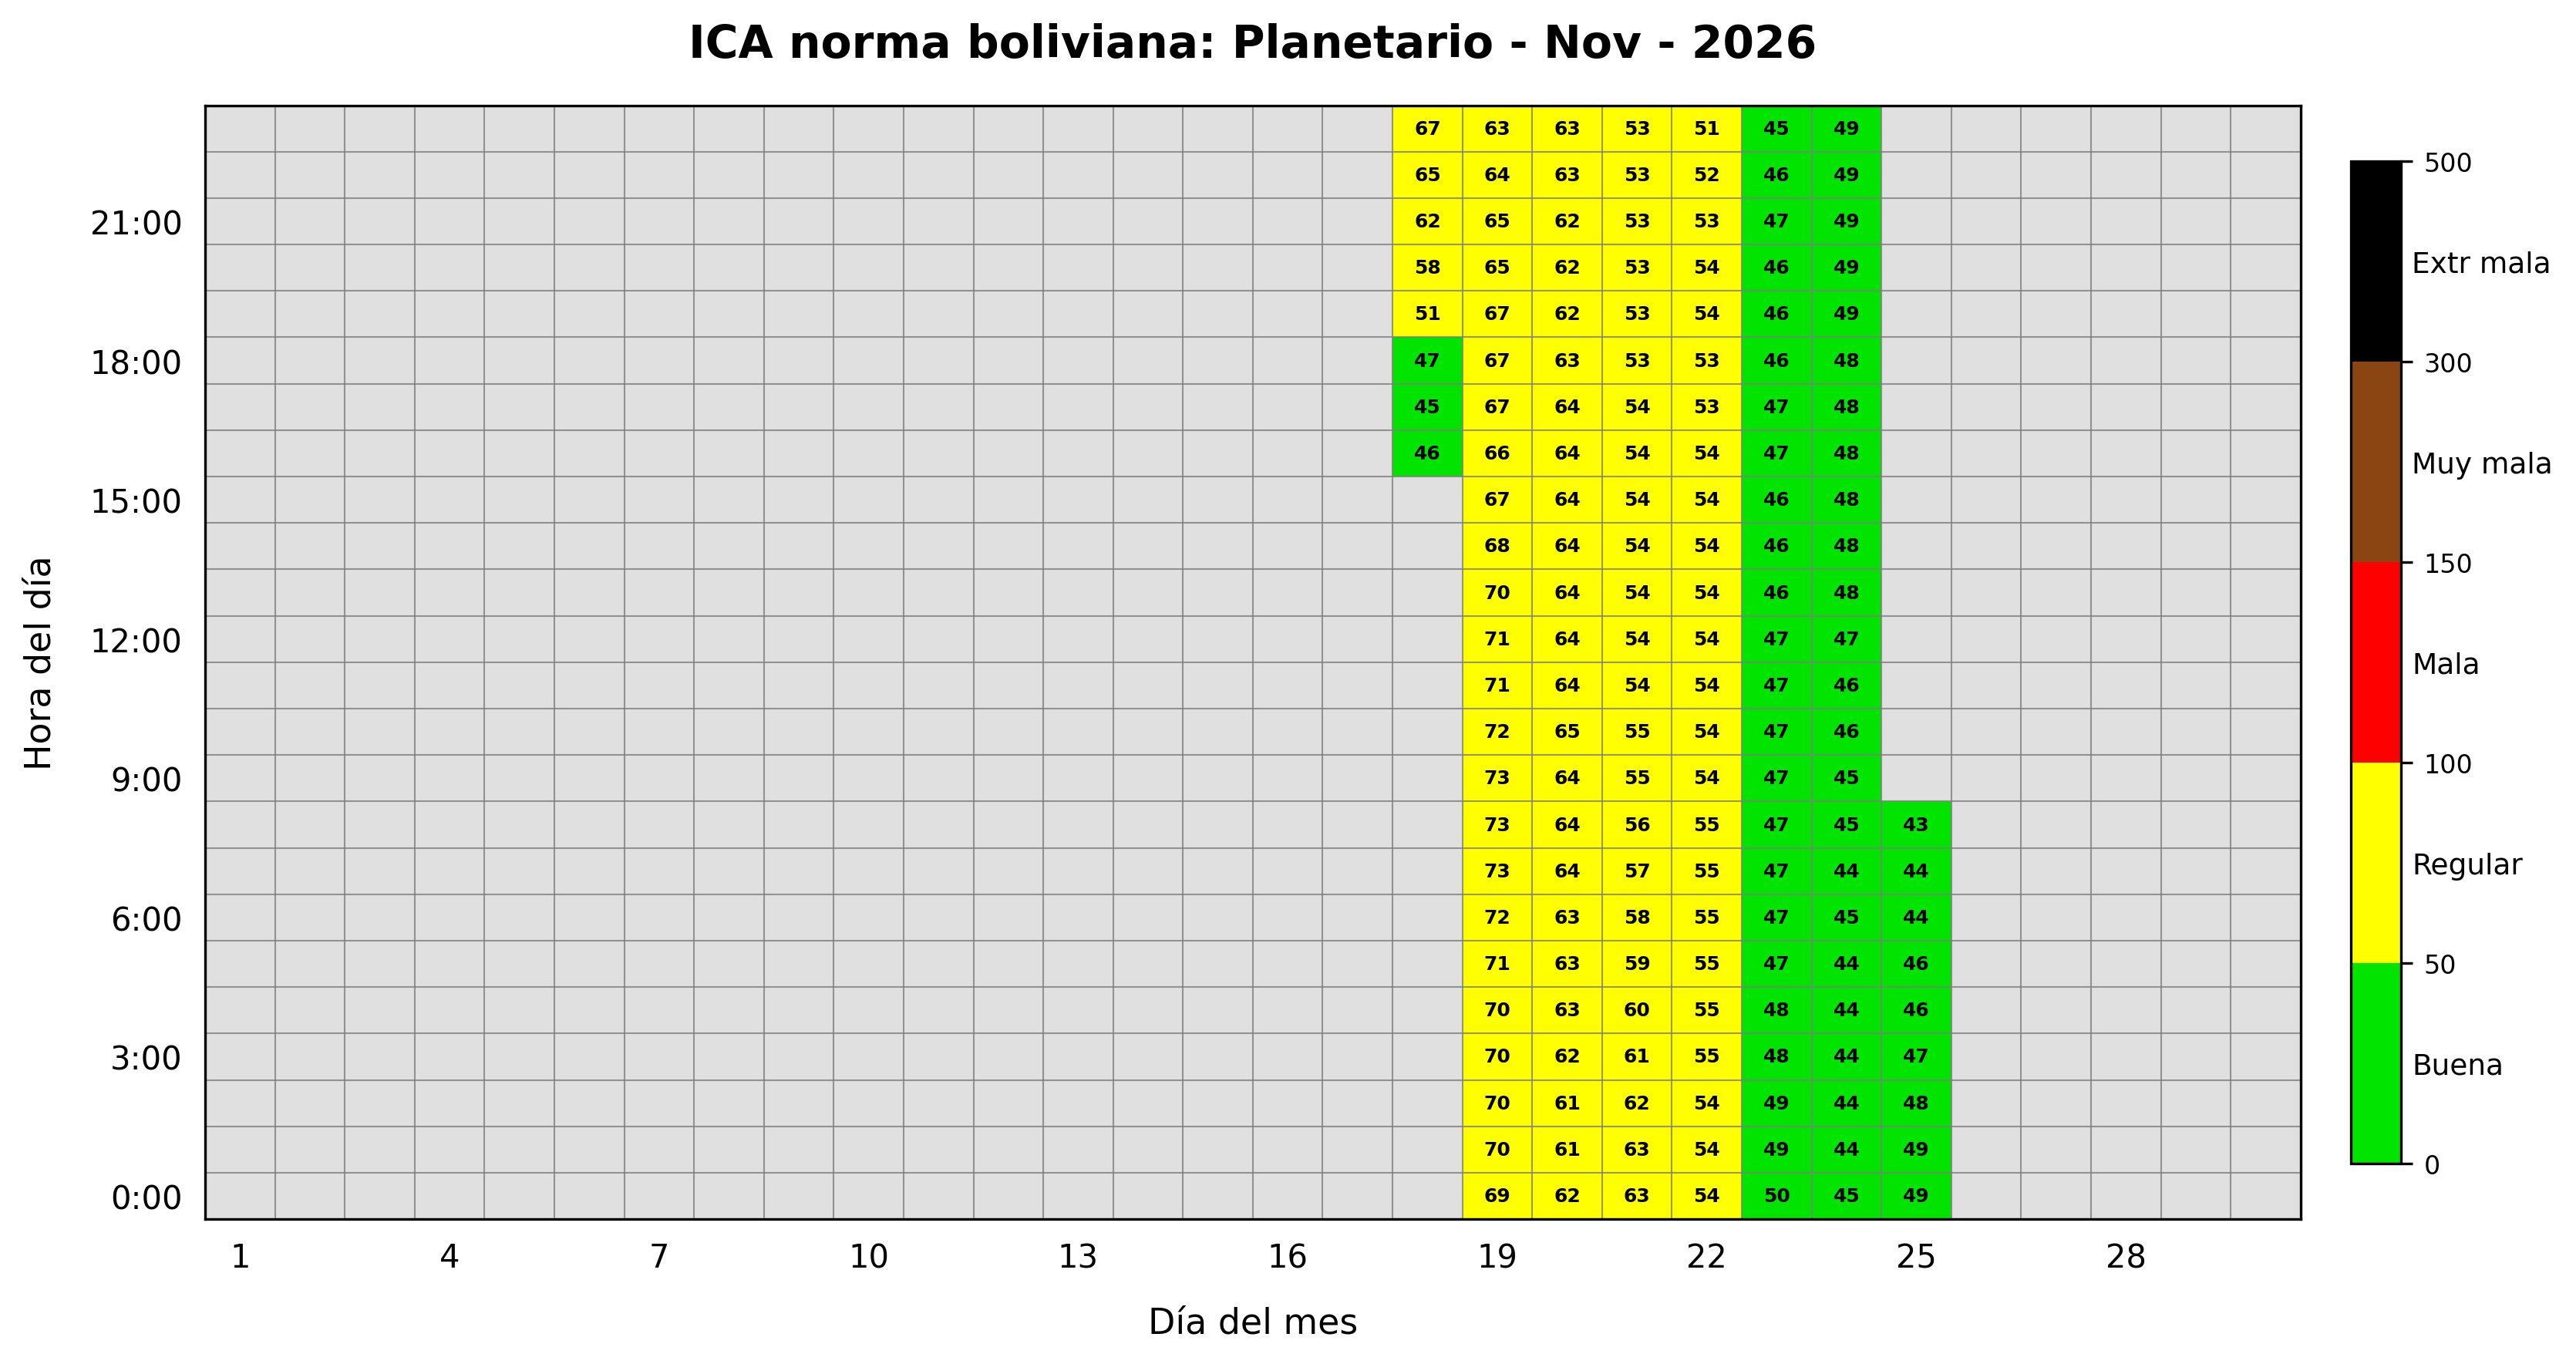 ICA norma boliviana: Planetario - Nov - 2026
67 63 63 53 51 45 49
65 64 63 53 52 46 49
21:00 62 65 62 53 53 47 49
58 65 62 53 54 46 49
51 67 62 53 54 46 49
18:00 47 67 63 53 53 46 48
45 67 64 54 53 47 48
46 66 64 54 54 47 48
15:00 67 64 54 54 46 48
68 64 54 54 46 48
70 64 54 54 46 48
12:00 71 64 54 54 47 47
71 64 54 54 47 46
72 65 55 54 47 46
9:00 73 64 55 54 47 45
73 64 56 55 47 45 43
73 64 57 55 47 44 44
6:00 72 63 58 55 47 45 44
71 63 59 55 47 44 46
70 63 60 55 48 44 46
3:00 70 62 61 55 48 44 47
70 61 62 54 49 44 48
70 61 63 54 49 44 49
0:00 69 62 63 54 50 45 49
1 4 7 10 13 16 19 22 25 28
Día del mes
Hora del día
500
Extr mala
300
Muy mala
150
Mala
100
Regular
50
Buena
0